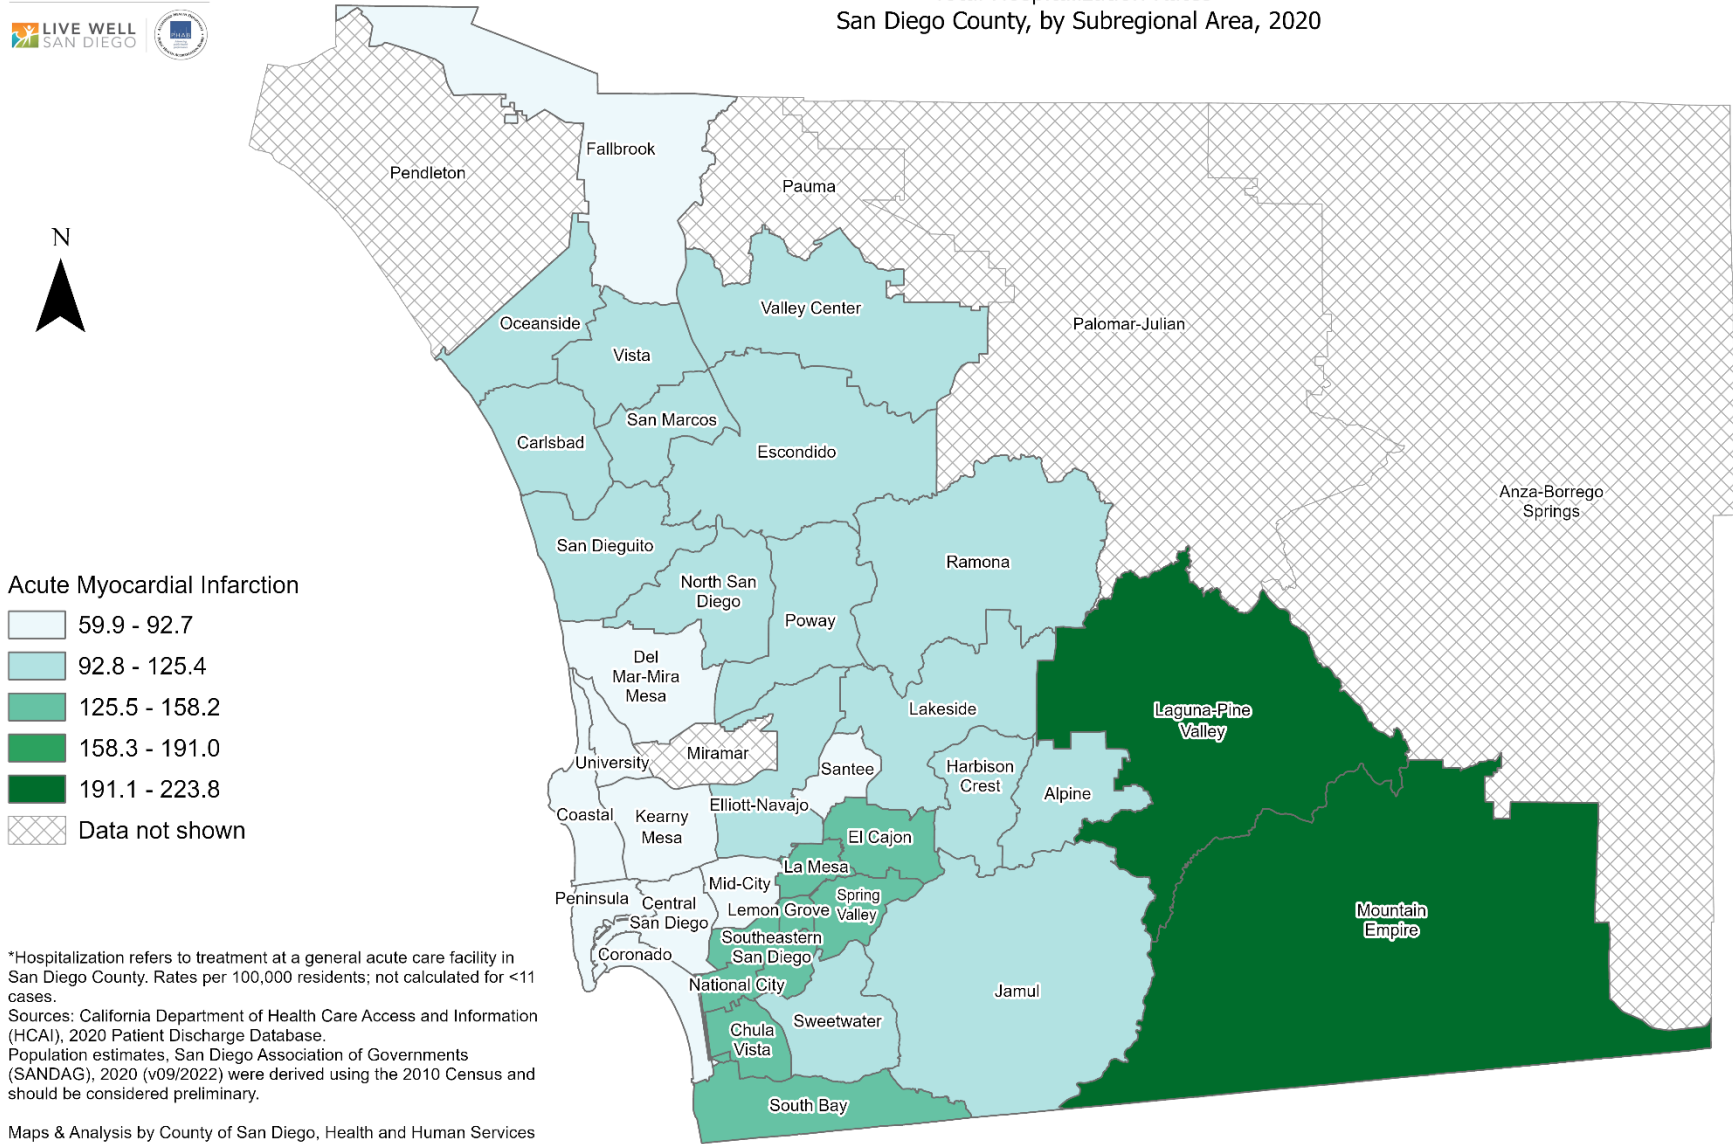 LIVE WELL
SAN DIEGO
PHAB
San Diego County, by Subregional Area, 2020
N
Fallbrook
Pendleton
Pauma
Valley Center
Oceanside
Palomar-Julian
Vista
San Marcos
Carlsbad
Escondido
Anza-Borrego
Springs
San Dieguito
Ramona
North San
Diego
Poway
Del
Mar-Mira
Mesa
Lakeside
Laguna-Pine
Valley
Miramar
University
Santee
Harbison
Crest
Alpine
Elliott-Navajo
Coastal
Kearny
Mesa
El Cajon
La Mesa
Mid-City
Peninsula
Central
San Diego
Spring
Valley
Lemon Grove
Mountain
Empire
Southeastern
San Diego
Coronado
National City
Jamul
Sweetwater
Chula
Vista
South Bay
Acute Myocardial Infarction
59.9 - 92.7
92.8 - 125.4
125.5 - 158.2
158.3 - 191.0
191.1 - 223.8
Data not shown
*Hospitalization refers to treatment at a general acute care facility in
San Diego County. Rates per 100,000 residents; not calculated for <11
cases.
Sources: California Department of Health Care Access and Information
(HCAI), 2020 Patient Discharge Database.
Population estimates, San Diego Association of Governments
(SANDAG), 2020 (v09/2022) were derived using the 2010 Census and
should be considered preliminary.
Maps & Analysis by County of San Diego, Health and Human Services